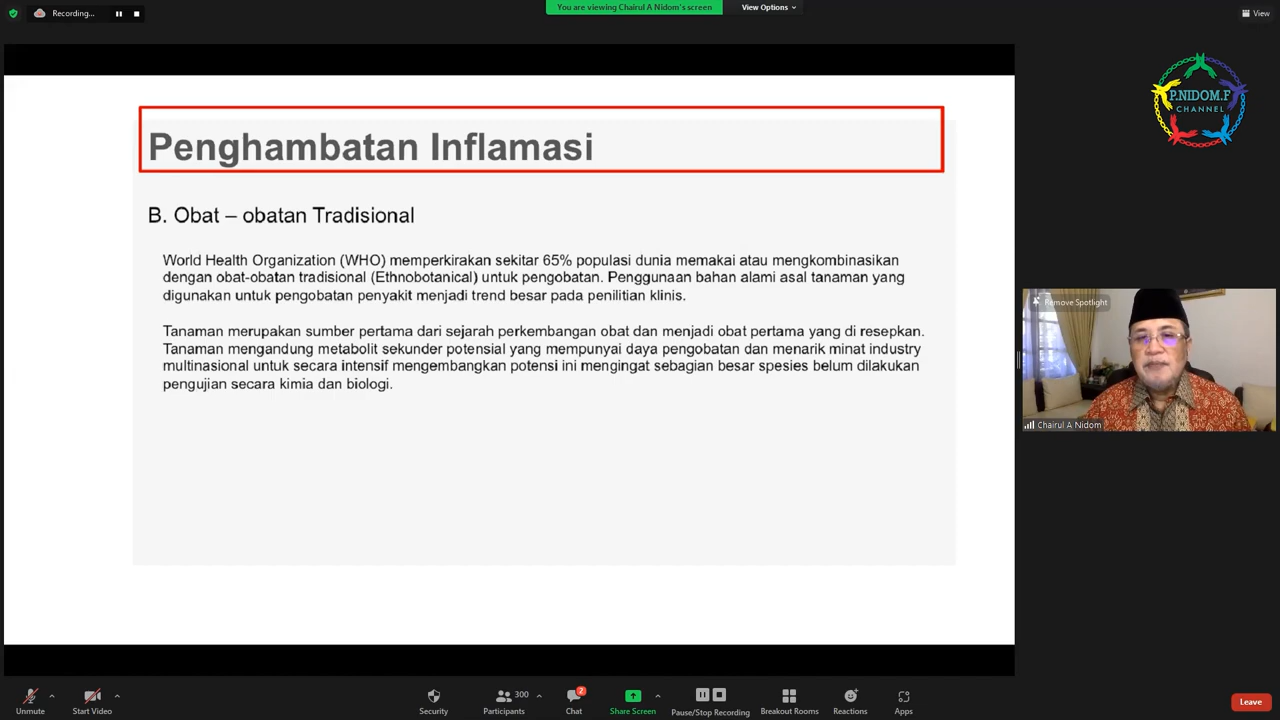 Recording...
You are viewing Chairul A Nidom's screen
View Options
View
P.NIDOM.F
CHANNEL
Penghambatan Inflamasi
B. Obat – obatan Tradisional
World Health Organization (WHO) memperkirakan sekitar 65% populasi dunia memakai atau mengkombinasikan
dengan obat-obatan tradisional (Ethnobotanical) untuk pengobatan. Penggunaan bahan alami asal tanaman yang
digunakan untuk pengobatan penyakit menjadi trend besar pada penilitian klinis.
Tanaman merupakan sumber pertama dari sejarah perkembangan obat dan menjadi obat pertama yang di resepkan.
Tanaman mengandung metabolit sekunder potensial yang mempunyai daya pengobatan dan menarik minat industry
multinasional untuk secara intensif mengembangkan potensi ini mengingat sebagian besar spesies belum dilakukan
pengujian secara kimia dan biologi.
Remove Spotlight
Chairul A Nidom
Unmute
Start Video
Security
300
Participants
2
Chat
Share Screen
Pause/Stop Recording
Breakout Rooms
Reactions
Apps
Leave